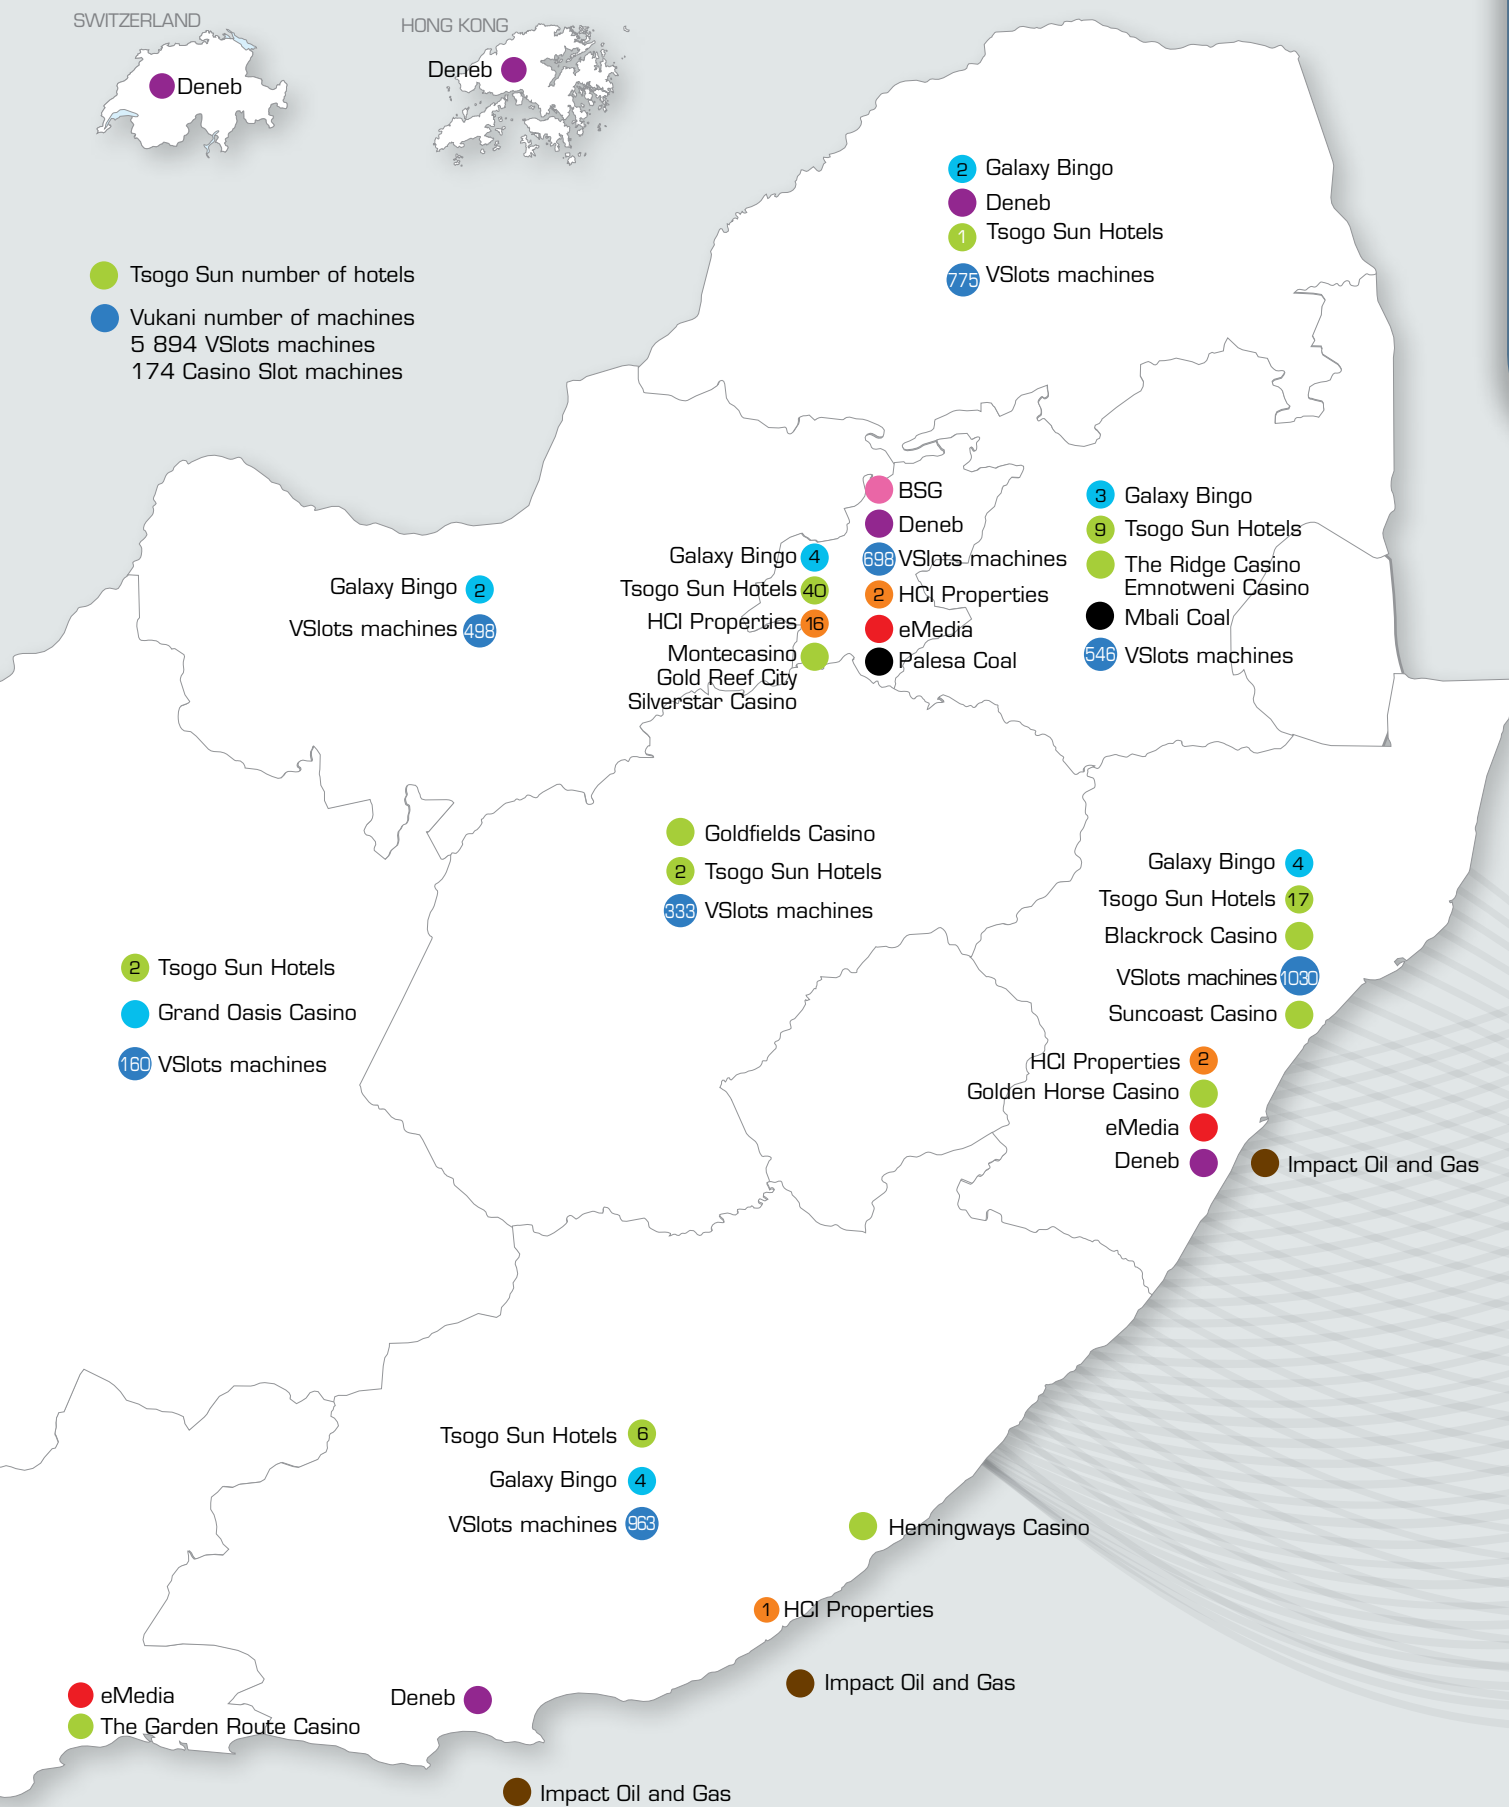 SWITZERLAND
Deneb
HONG KONG
Deneb
Tsogo Sun number of hotels
Vukani number of machines
5 894 VSlots machines
174 Casino Slot machines
2 Galaxy Bingo
Deneb
1 Tsogo Sun Hotels
775 VSlots machines
Galaxy Bingo 2
VSlots machines 498
Galaxy Bingo 4
Tsogo Sun Hotels 40
HCI Properties 16
Montecasino
Gold Reef City
Silverstar Casino
BSG
Deneb
698 VSlots machines
2 HCI Properties
eMedia
Palesa Coal
3 Galaxy Bingo
9 Tsogo Sun Hotels
The Ridge Casino
Emnotweni Casino
Mbali Coal
546 VSlots machines
Goldfields Casino
2 Tsogo Sun Hotels
333 VSlots machines
Galaxy Bingo 4
Tsogo Sun Hotels 17
Blackrock Casino
VSlots machines 1030
Suncoast Casino
HCI Properties 2
Golden Horse Casino
eMedia
Deneb
Impact Oil and Gas
2 Tsogo Sun Hotels
Grand Oasis Casino
160 VSlots machines
Tsogo Sun Hotels 6
Galaxy Bingo 4
VSlots machines 963
Hemingways Casino
1 HCI Properties
Impact Oil and Gas
eMedia
The Garden Route Casino
Deneb
Impact Oil and Gas